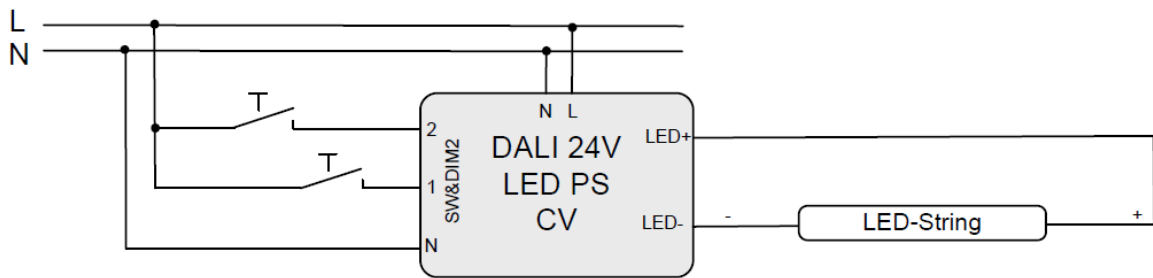 L
N
N L
T
2
DALI 24V
LED+
T
SW&DIM2
LED PS
1
CV
LED-
-
LED-String
+
N